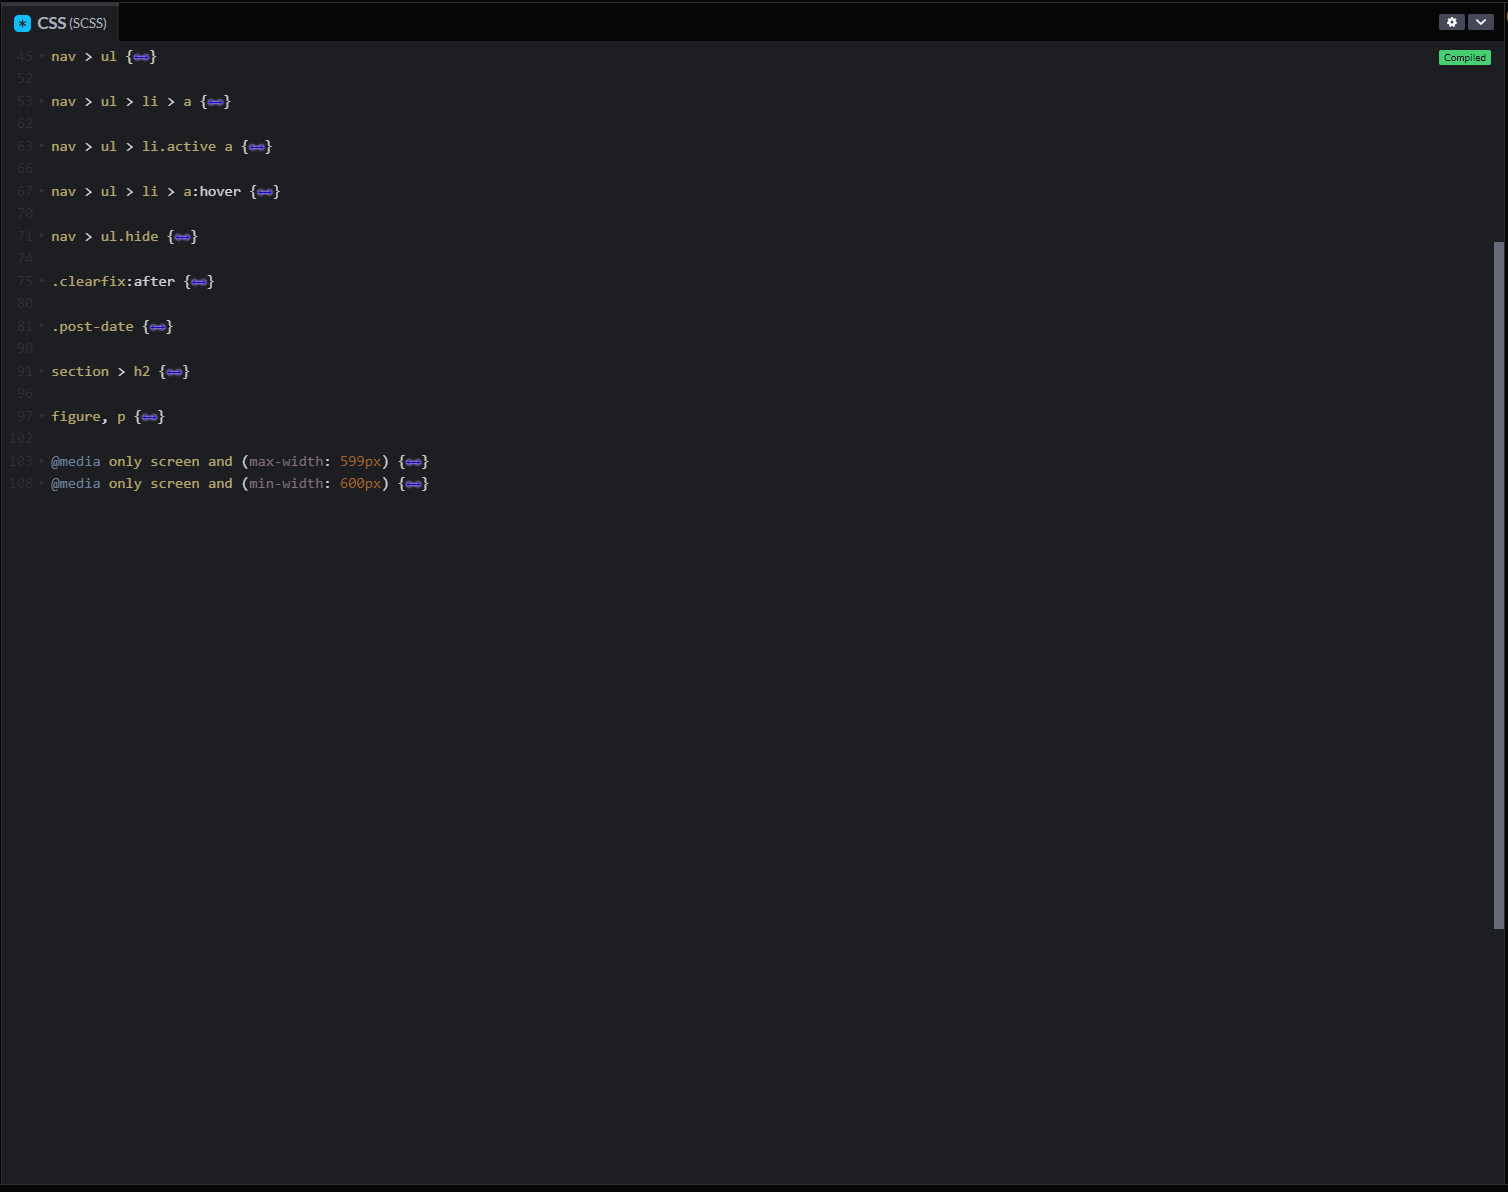 CSS (SCSS)
Compiled
45 nav > ul {↔}
52
53 nav > ul > li > a {↔}
62
63 nav > ul > li.active a {↔}
66
67 nav > ul > li > a:hover {↔}
70
71 nav > ul.hide {↔}
74
75 .clearfix:after {↔}
80
81 .post-date {↔}
90
91 section > h2 {↔}
96
97 figure, p {↔}
102
103 @media only screen and (max-width: 599px) {↔}
108 @media only screen and (min-width: 600px) {↔}